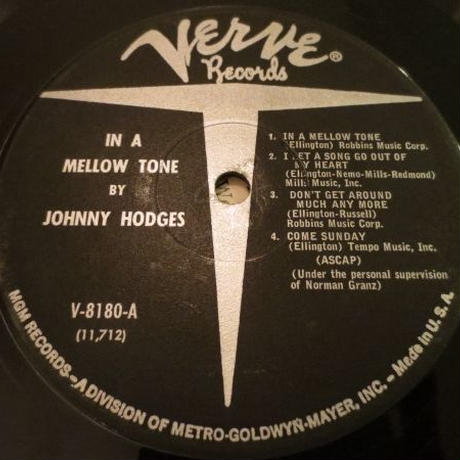 Verve®
Records
IN A
MELLOW TONE
BY
JOHNNY HODGES
V-8180-A
(11,712)
1. IN A MELLOW TONE
(Ellington) Robbins Music Corp.
2. I LET A SONG GO OUT OF
MY HEART
(Ellington-Nemo-Mills-Redmond)
Mills Music, Inc.
3. DON'T GET AROUND
MUCH ANY MORE
(Ellington-Russell)
Robbins Music Corp.
4. COME SUNDAY
(Ellington) Tempo Music, Inc.
(ASCAP)
(Under the personal supervision
of Norman Granz)
MGM RECORDS-A DIVISION OF METRO-GOLDWYN-MAYER, INC. - Made in U.S.A.